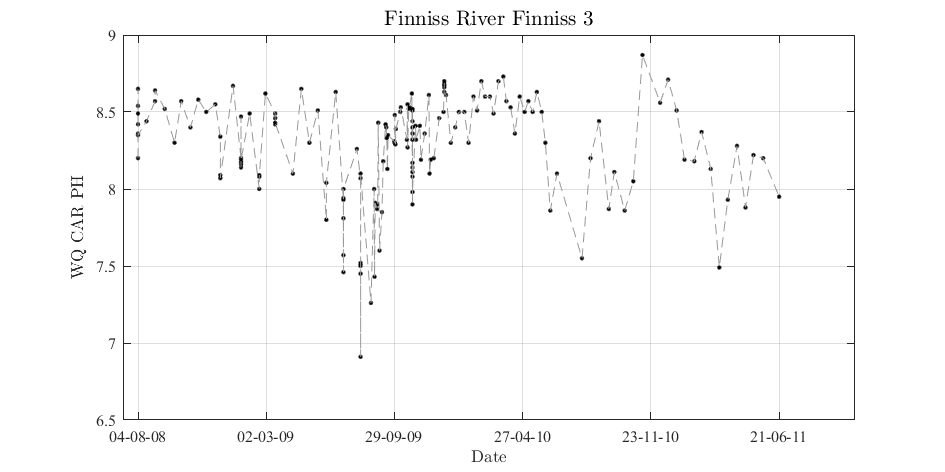 Finniss River Finniss 3
9
8.5
8
7.5
7
6.5
WQ CAR PH
04-08-08 02-03-09 29-09-09 27-04-10 23-11-10 21-06-11
Date